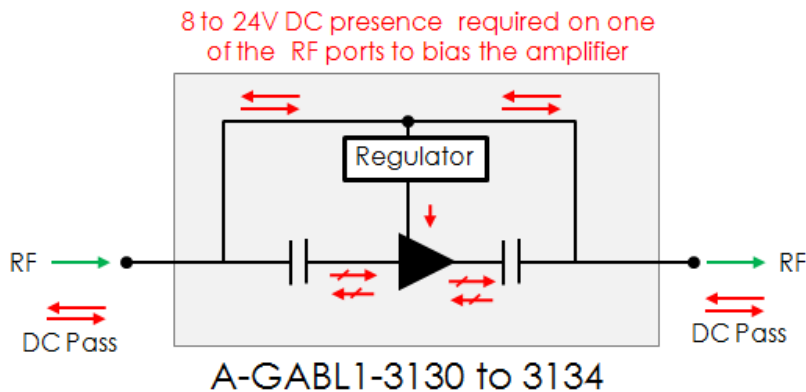 8 to 24V DC presence required on one
of the RF ports to bias the amplifier
Regulator
RF
RF
DC Pass
DC Pass
A-GABL1-3130 to 3134